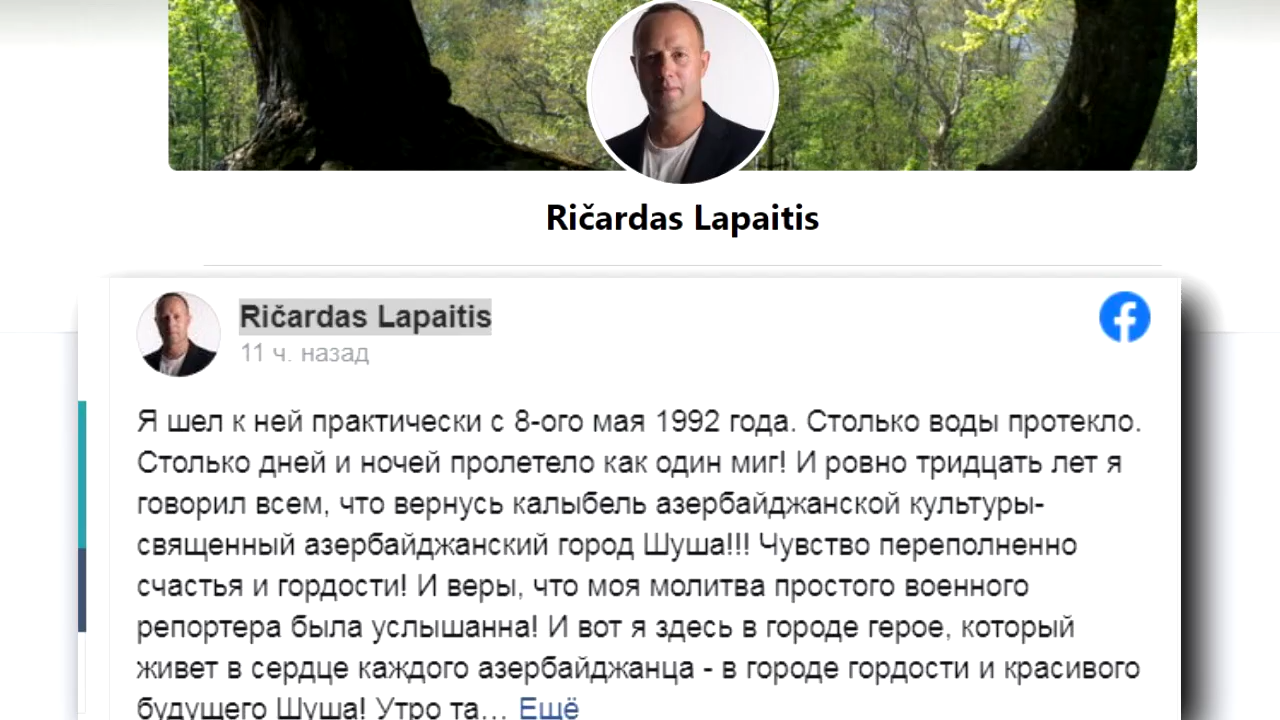 Ričardas Lapaitis
Ričardas Lapaitis
11 ч. назад
Я шел к ней практически с 8-ого мая 1992 года. Столько воды протекло.
Столько дней и ночей пролетело как один миг! И ровно тридцать лет я
говорил всем, что вернусь калыбель азербайджанской культуры-
священный азербайджанский город Шуша!!! Чувство переполненно
счастья и гордости! И веры, что моя молитва простого военного
репортера была услышанна! И вот я здесь в городе герое, который
живет в сердце каждого азербайджанца - в городе гордости и красивого
будущего Шуша! Утро та... Ещё